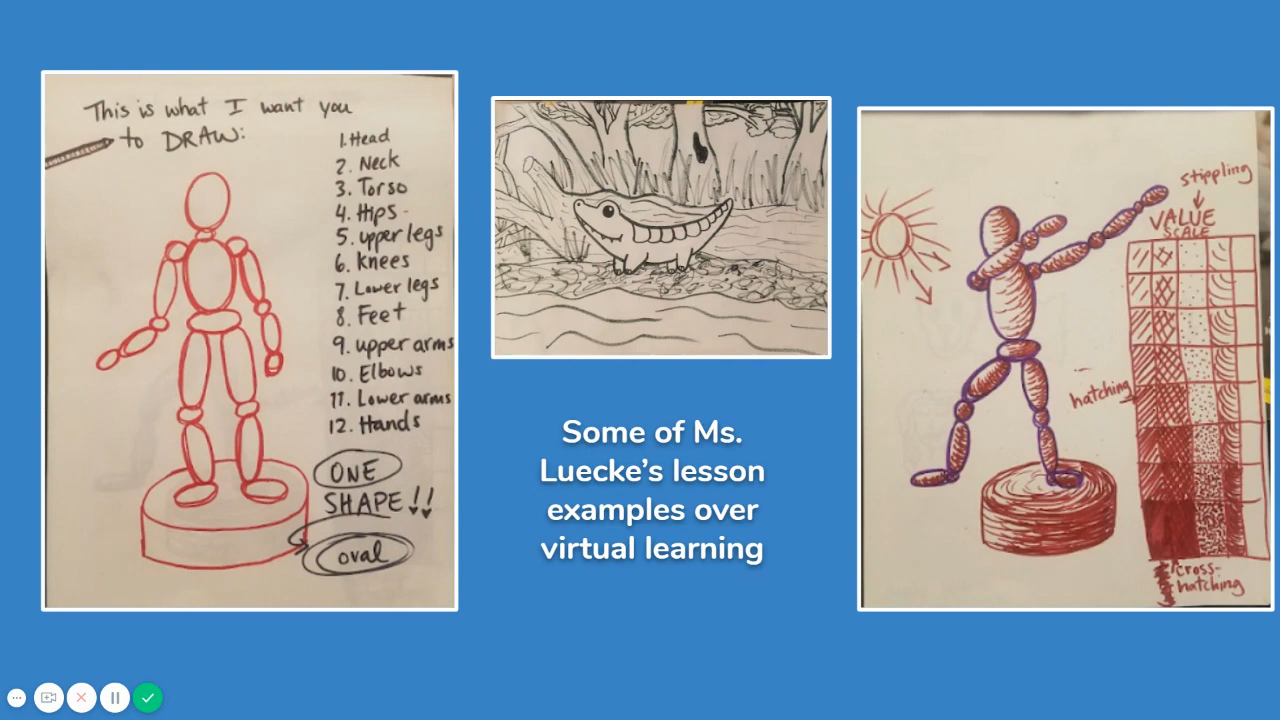 This is what I want you
to DRAW:
1. Head
2. Neck
3. Torso
4. Hips
5. upper legs
6. knees
7. Lower legs
8. Feet
9. upper arms
10. Elbows
11. Lower arms
12. Hands
ONE
SHAPE!!
oval
Some of Ms.
Luecke’s lesson
examples over
virtual learning
stippling
VALUE
SCALE
hatching
cross-
hatching